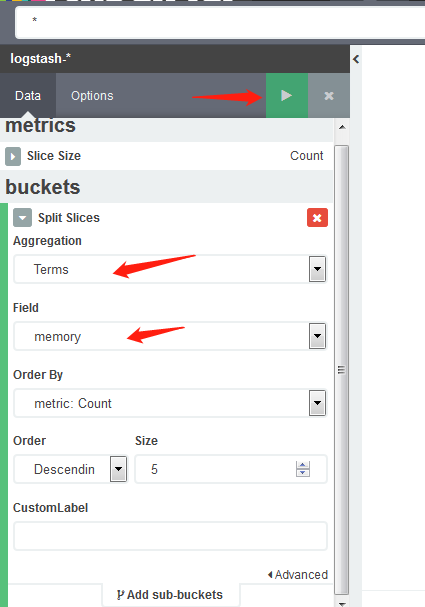 *
logstash-*
Data Options
metrics
Slice Size Count
buckets
Split Slices
Aggregation
Terms
Field
memory
Order By
metric: Count
Order Size
Descendin 5
CustomLabel
Advanced
Add sub-buckets